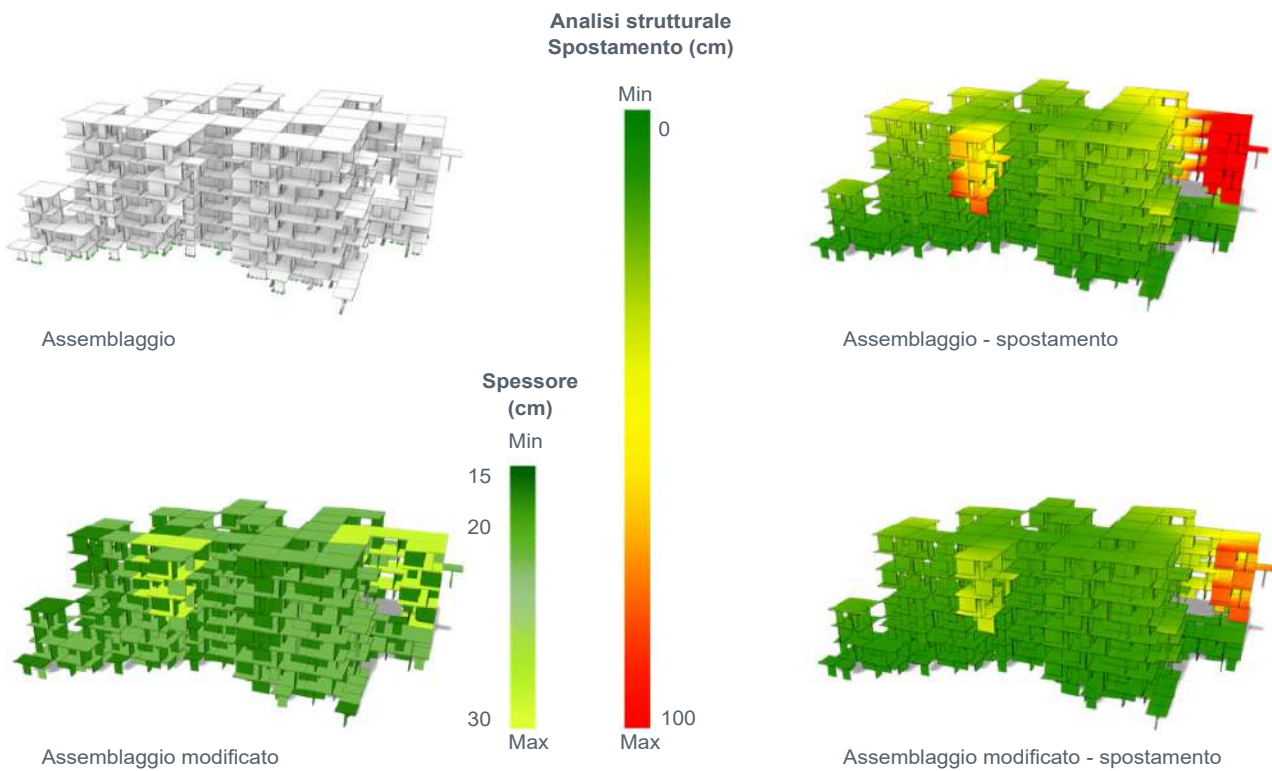 Analisi strutturale
Spostamento (cm)
Min
0
Assemblaggio
Assemblaggio - spostamento
Spessore
(cm)
Min
15
20
30
Max
100
Max
Assemblaggio modificato
Assemblaggio modificato - spostamento